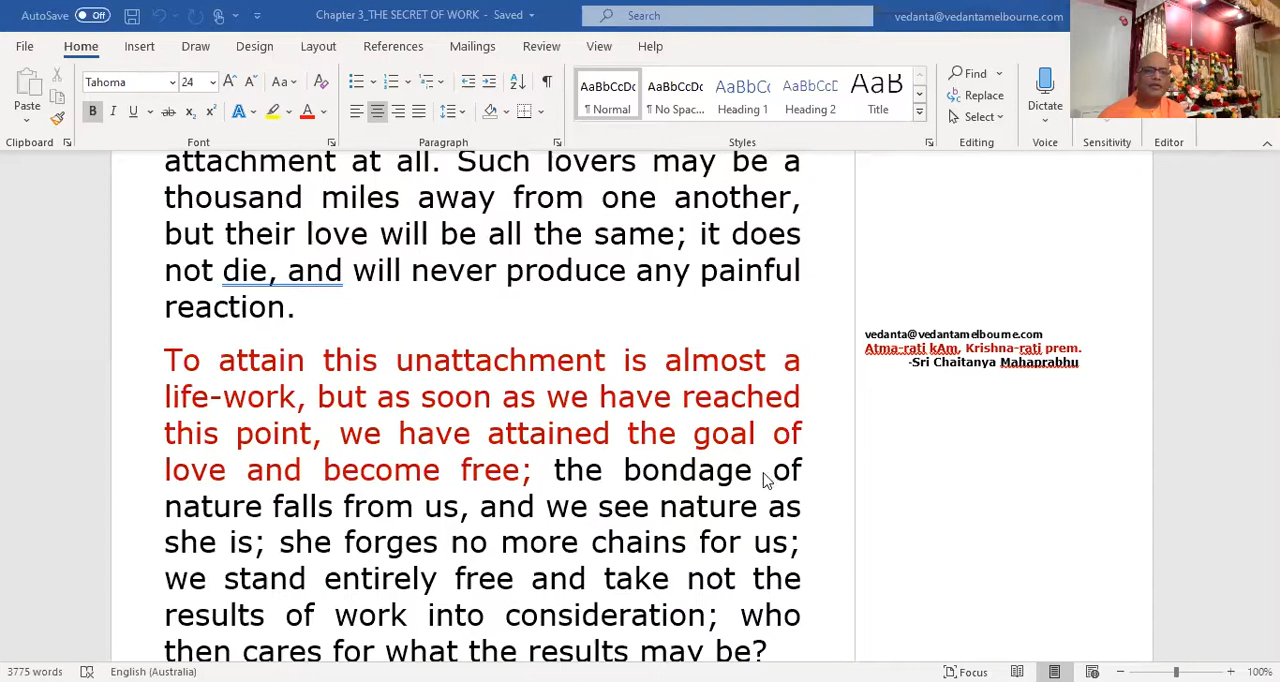 AutoSave Off Chapter 3_THE SECRET OF WORK - Saved Search vedanta@vedantamelbourne.com
File Home Insert Draw Design Layout References Mailings Review View Help
Tahoma 24 Aa AaBbCcDc AaBbCcDc AaBbCc AaBbCcD AaB Find
Paste Replace Dictate
B I U ab x₂ x² A A ¶ Normal ¶ No Spac... Heading 1 Heading 2 Title Select
Clipboard Font Paragraph Styles Editing Voice Sensitivity Editor
attachment at all. Such lovers may be a
thousand miles away from one another,
but their love will be all the same; it does
not die, and will never produce any painful
reaction.
To attain this unattachment is almost a
life-work, but as soon as we have reached
this point, we have attained the goal of
love and become free; the bondage of
nature falls from us, and we see nature as
she is; she forges no more chains for us;
we stand entirely free and take not the
results of work into consideration; who
then cares for what the results may be?
vedanta@vedantamelbourne.com
Atma-rati kAm, Krishna-rati prem.
-Sri Chaitanya Mahaprabhu
3775 words English (Australia) Focus 100%